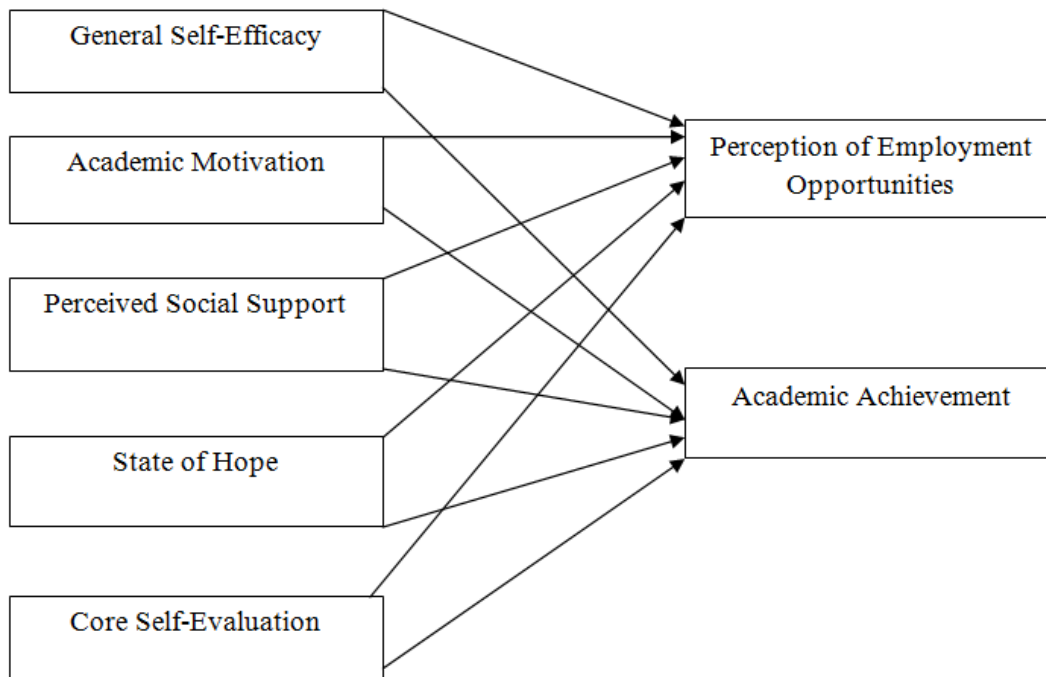 General Self-Efficacy
Academic Motivation
Perceived Social Support
State of Hope
Core Self-Evaluation
Perception of Employment
Opportunities
Academic Achievement